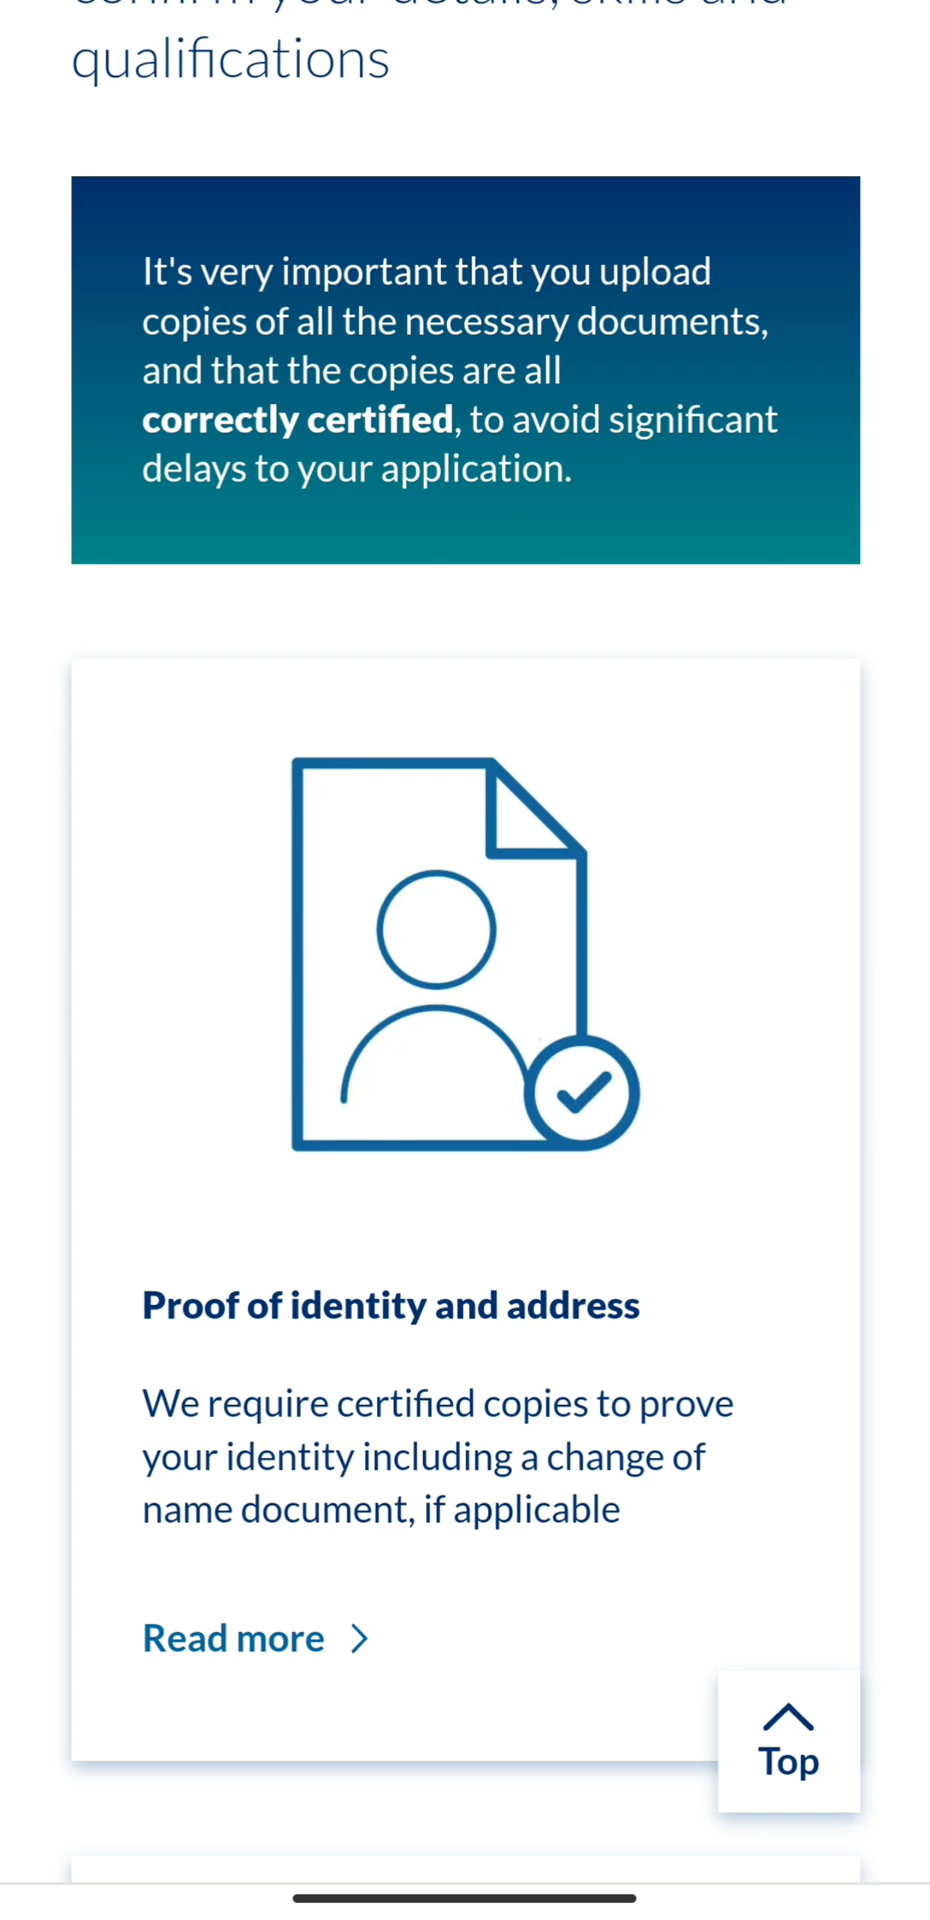 qualifications
It's very important that you upload
copies of all the necessary documents,
and that the copies are all
correctly certified, to avoid significant
delays to your application.
Proof of identity and address
We require certified copies to prove
your identity including a change of
name document, if applicable
Read more
Top